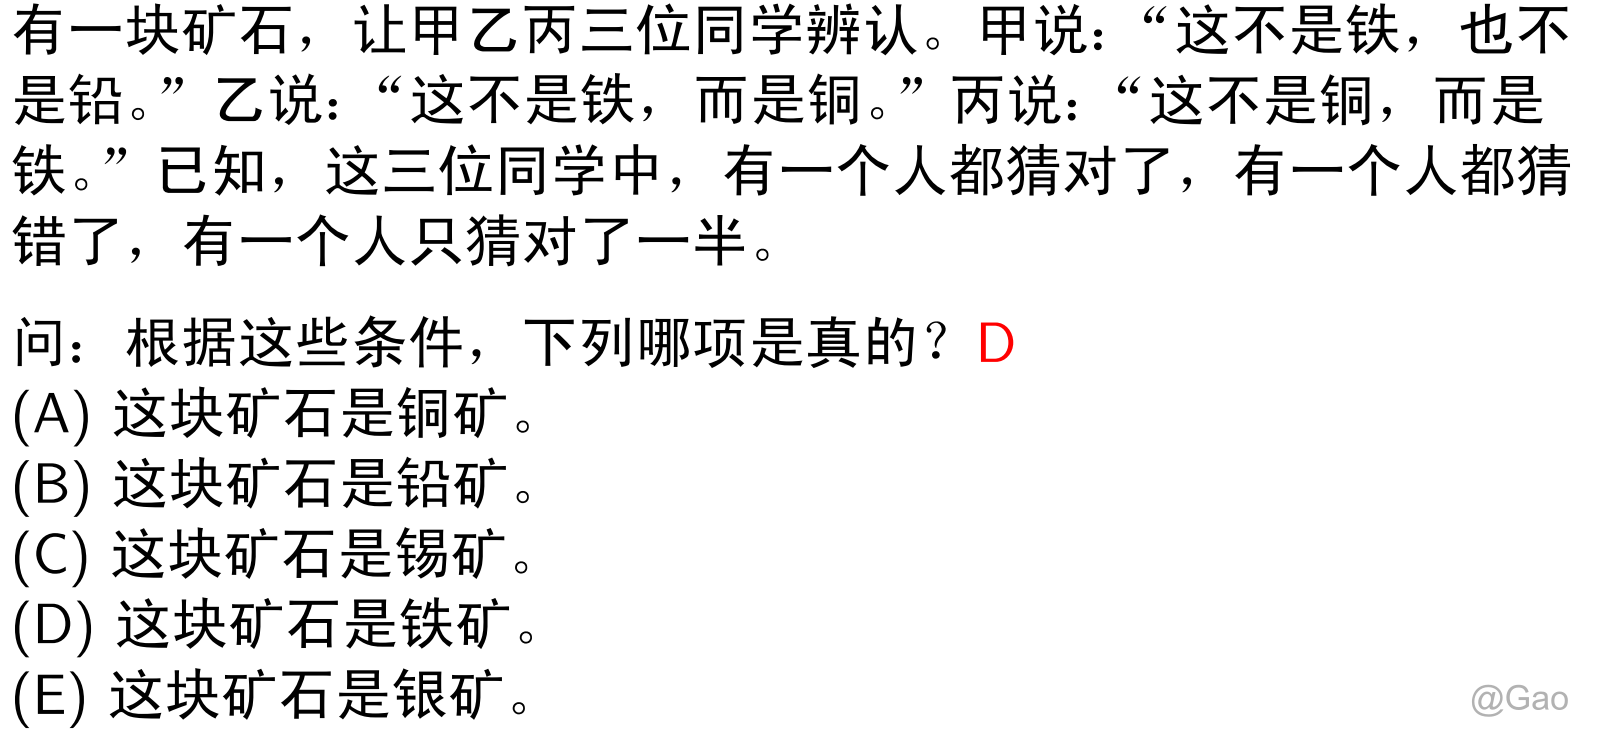 有一块矿石，让甲乙丙三位同学辨认。甲说：“这不是铁，也不
是铅。”乙说：“这不是铁，而是铜。”丙说：“这不是铜，而是
铁。”已知，这三位同学中，有一个人都猜对了，有一个人都猜
错了，有一个人只猜对了一半。
问：根据这些条件，下列哪项是真的？D
(A) 这块矿石是铜矿。
(B) 这块矿石是铅矿。
(C) 这块矿石是锡矿。
(D) 这块矿石是铁矿。
(E) 这块矿石是银矿。
@Gao